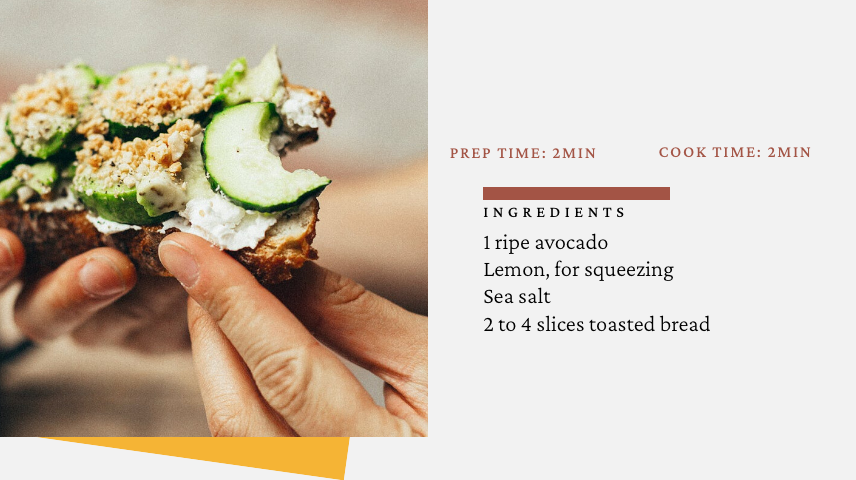 PREP TIME: 2MIN
COOK TIME: 2MIN
INGREDIENTS
1 ripe avocado
Lemon, for squeezing
Sea salt
2 to 4 slices toasted bread